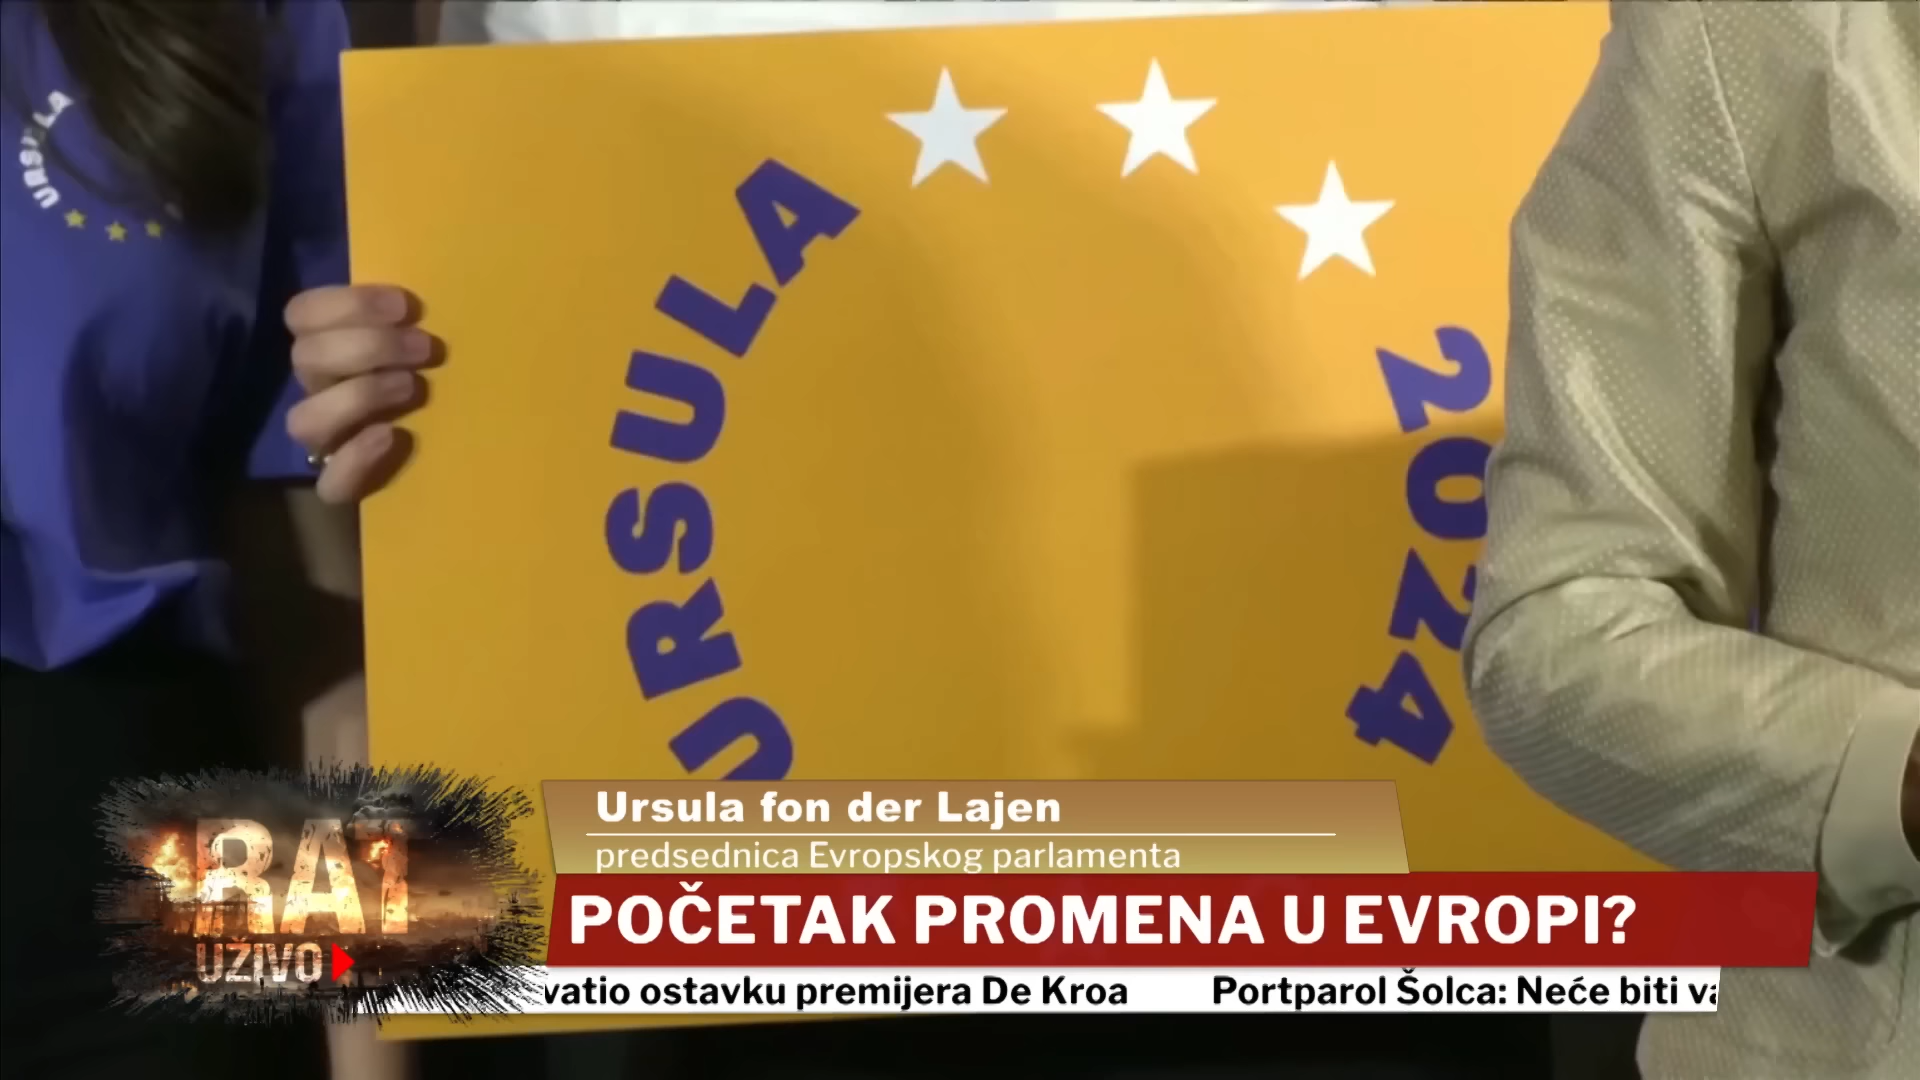 URSULA
URSULA
2024
Ursula fon der Lajen
predsednica Evropskog parlamenta
RAT
UŽIVO
POČETAK PROMENA U EVROPI?
vatio ostavku premijera De Kroa Portparol Šolca: Neće biti